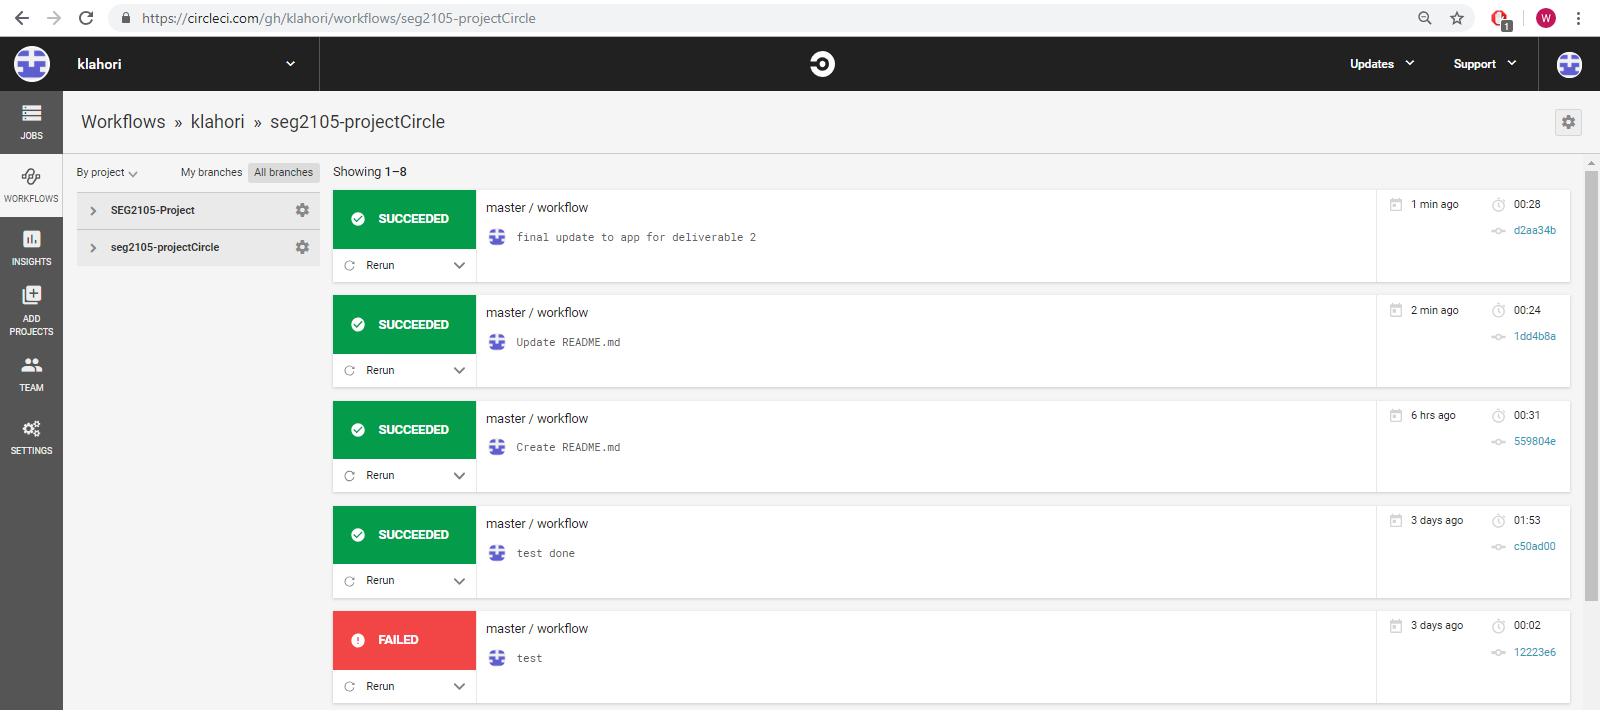 https://circleci.com/gh/klahori/workflows/seg2105-projectCircle
1
W
klahori
Updates
Support
JOBS
WORKFLOWS
INSIGHTS
ADD
PROJECTS
TEAM
SETTINGS
Workflows » klahori » seg2105-projectCircle
By project
My branches
All branches
SEG2105-Project
seg2105-projectCircle
Showing 1–8
SUCCEEDED
Rerun
master / workflow
final update to app for deliverable 2
1 min ago
00:28
d2aa34b
SUCCEEDED
Rerun
master / workflow
Update README.md
2 min ago
00:24
1dd4b8a
SUCCEEDED
Rerun
master / workflow
Create README.md
6 hrs ago
00:31
559804e
SUCCEEDED
Rerun
master / workflow
test done
3 days ago
01:53
c50ad00
FAILED
Rerun
master / workflow
test
3 days ago
00:02
12223e6